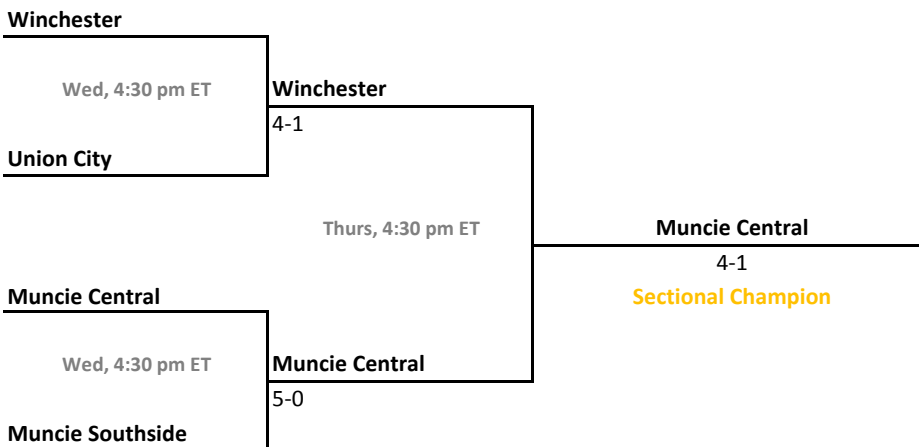 Winchester
Wed, 4:30 pm ET
Winchester
4-1
Union City
Thurs, 4:30 pm ET
Muncie Central
4-1
Sectional Champion
Muncie Central
Wed, 4:30 pm ET
Muncie Central
5-0
Muncie Southside